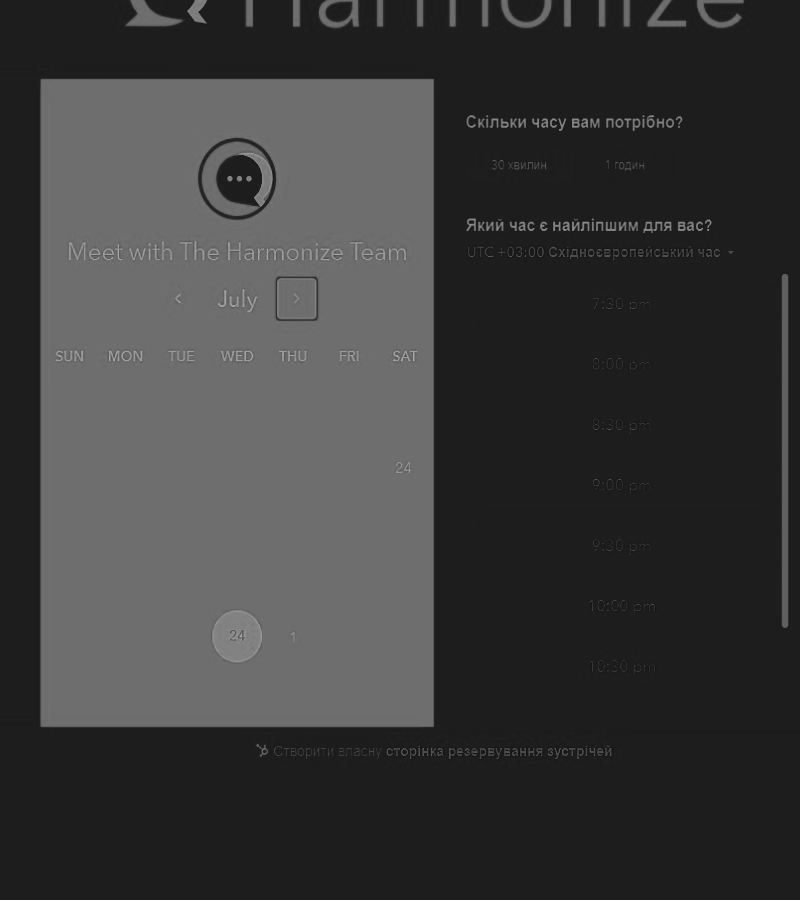 Harmonize
Meet with The Harmonize Team
July
SUN MON TUE WED THU FRI SAT
24
24 1
Скільки часу вам потрібно?
30 хвилин 1 годин
Який час є найліпшим для вас?
UTC +03:00 Східноєвропейський час
7:30 pm
8:00 pm
8:30 pm
9:00 pm
9:30 pm
10:00 pm
10:30 pm
Створити власну сторінка резервування зустрічей